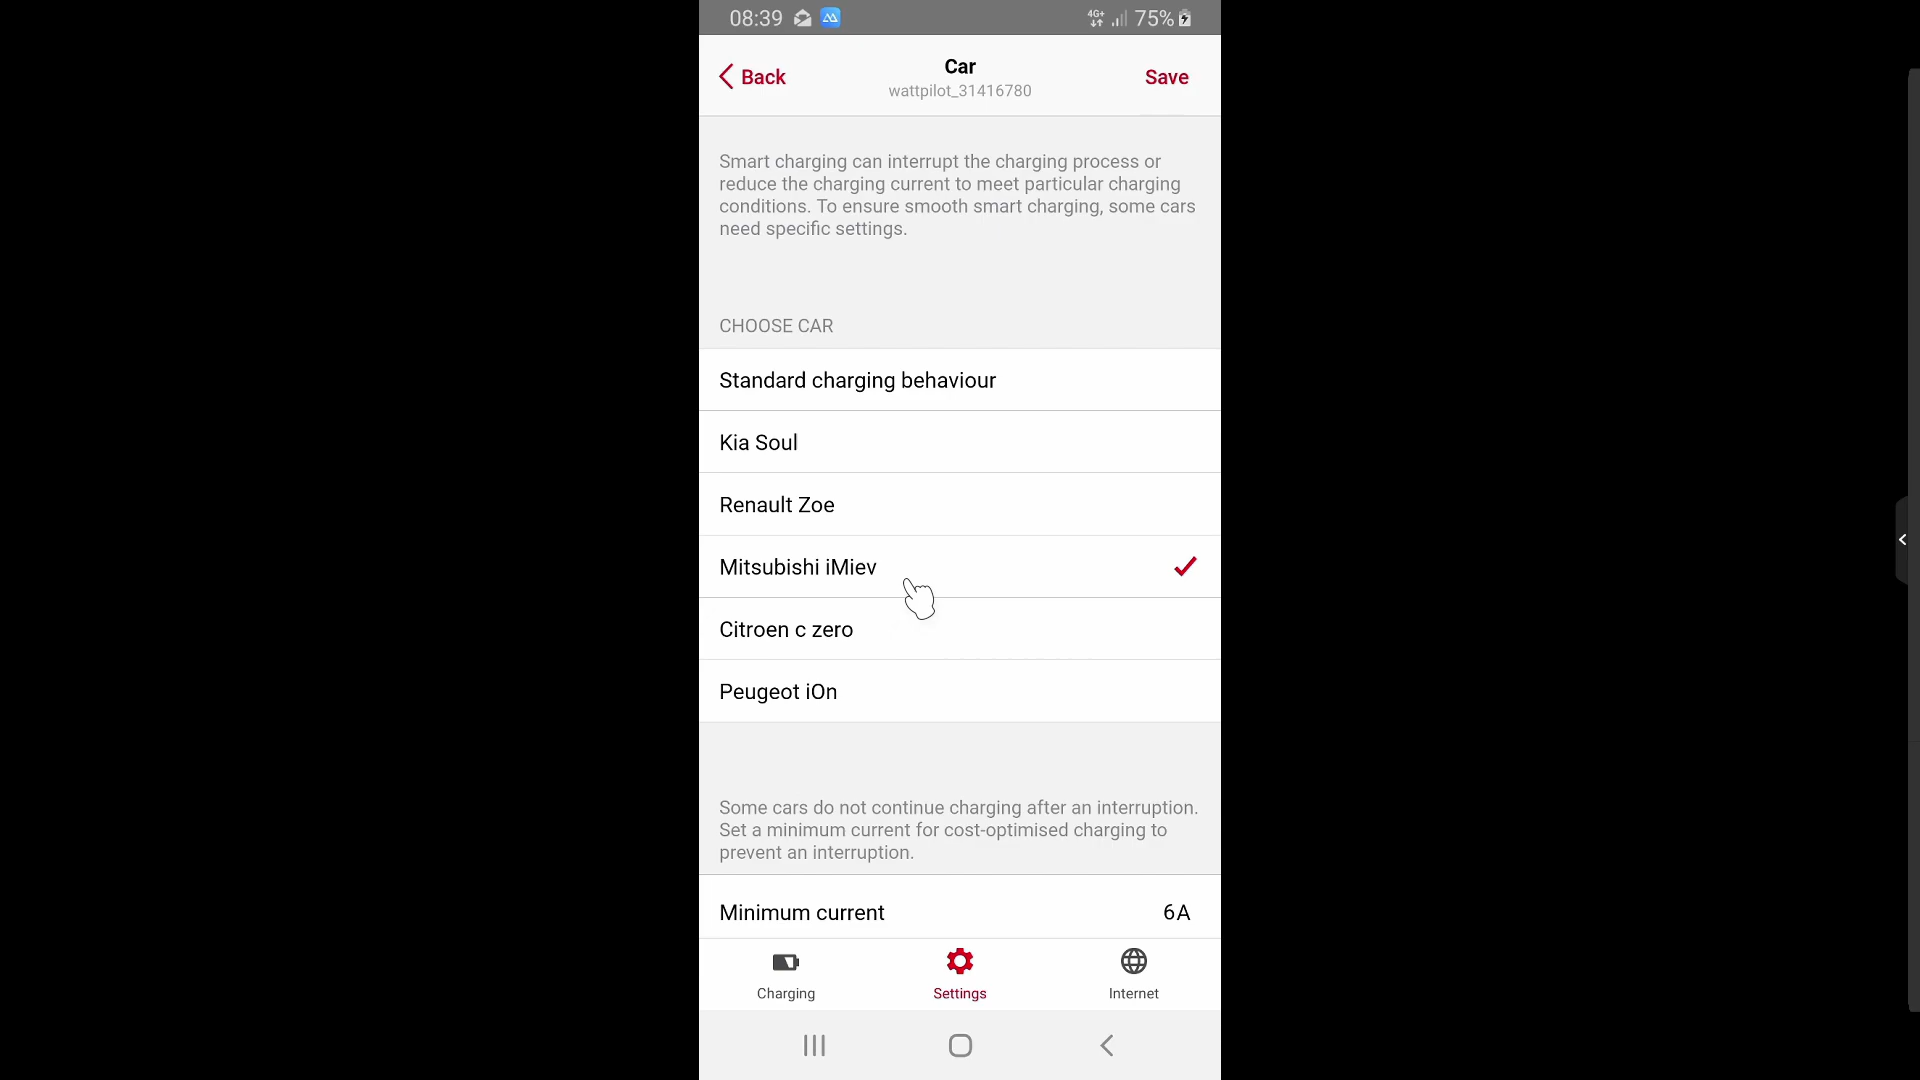 08:39
4G+ 75%
Back
Car
Save
wattpilot_31416780
Smart charging can interrupt the charging process or
reduce the charging current to meet particular charging
conditions. To ensure smooth smart charging, some cars
need specific settings.
CHOOSE CAR
Standard charging behaviour
Kia Soul
Renault Zoe
Mitsubishi iMiev
Citroen c zero
Peugeot iOn
Some cars do not continue charging after an interruption.
Set a minimum current for cost-optimised charging to
prevent an interruption.
Minimum current 6A
Charging
Settings
Internet